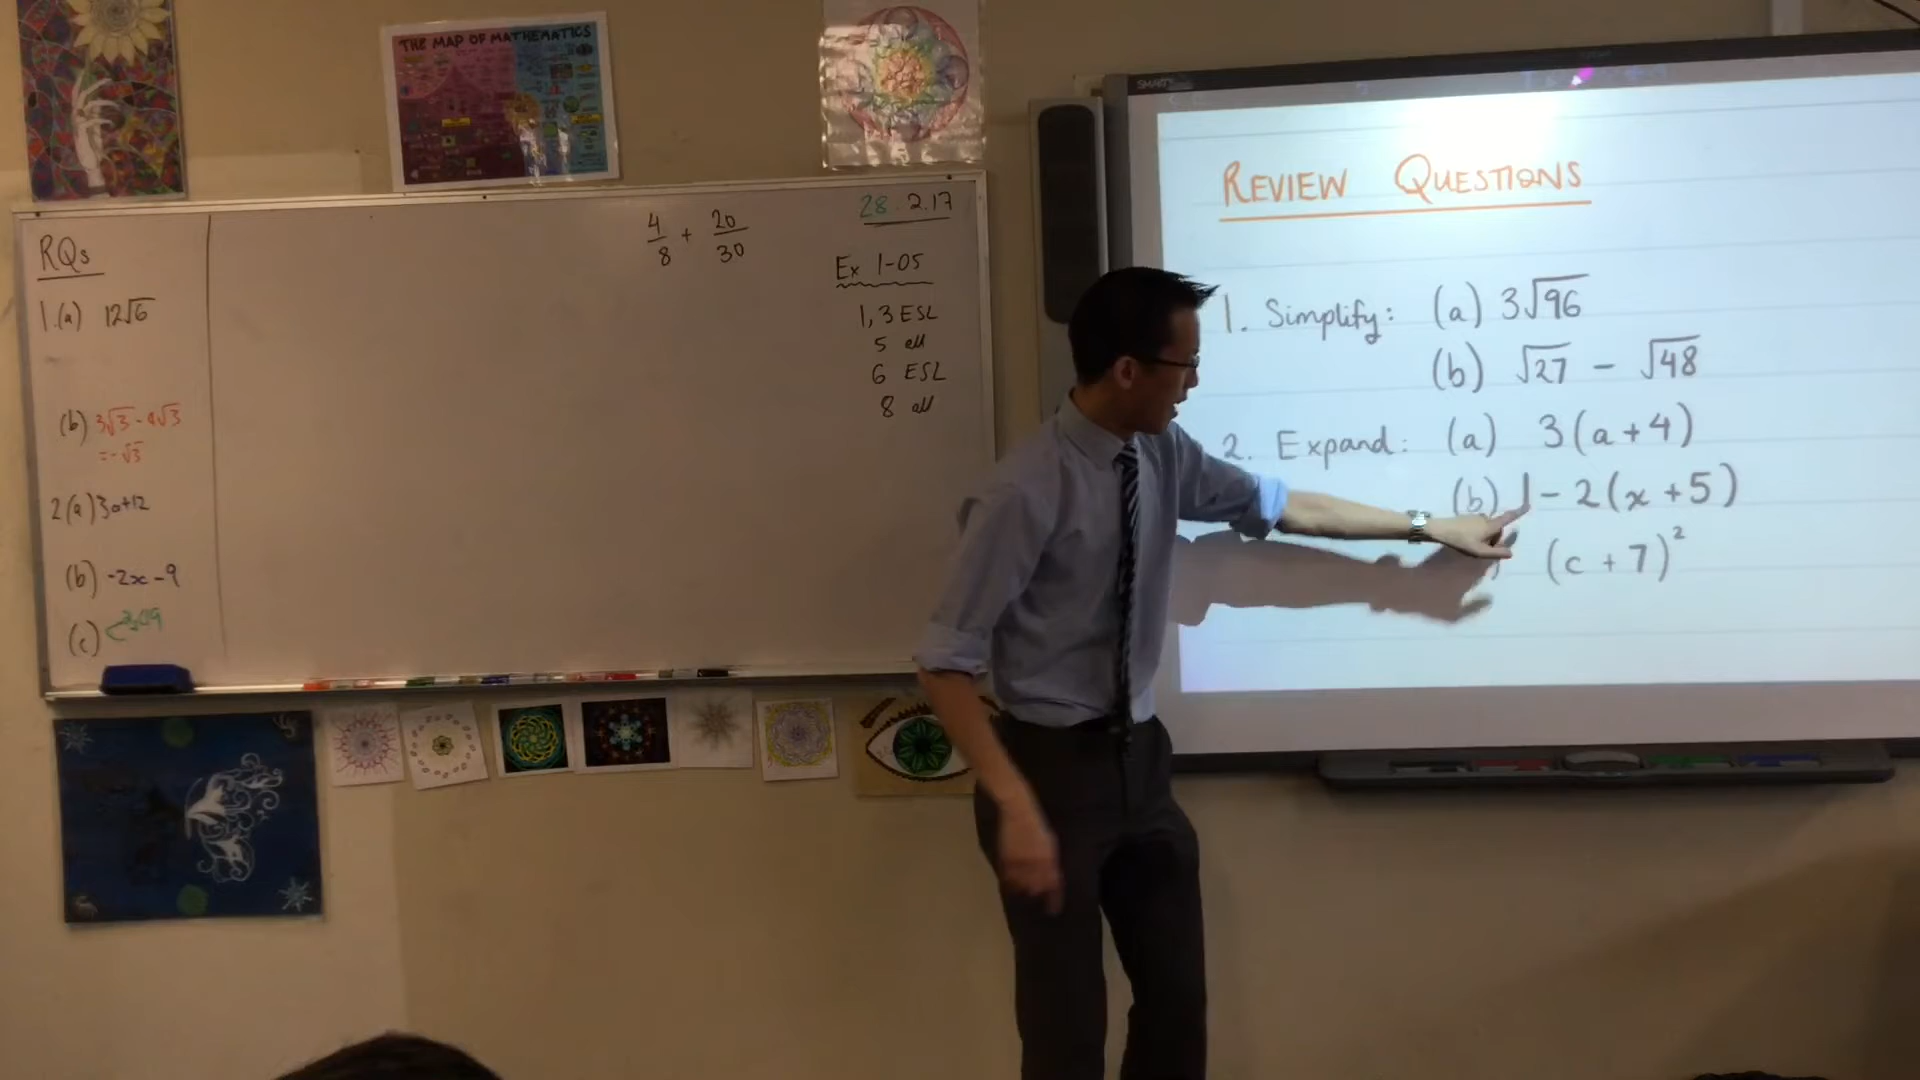 THE MAP OF MATHEMATICS
RQs
1.(a) 12√6
(b) 3√3 - 4√3
= -√3
2(a) 3a+12
(b) -2x-9
(c)
4/8 + 20/30
28.2.17
Ex 1-05
1, 3 ESL
5 all
6 ESL
8 all
SMART
REVIEW QUESTIONS
1. Simplify: (a) 3√96
(b) √27 - √48
2. Expand: (a) 3(a+4)
(b) 1-2(x+5)
(c+7)²